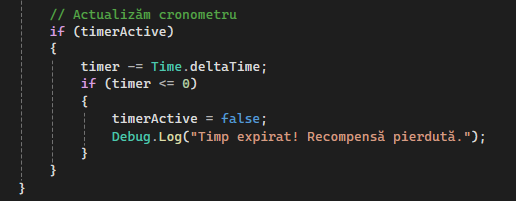 // Actualizăm cronometru
if (timerActive)
{
timer -= Time.deltaTime;
if (timer <= 0)
{
timerActive = false;
Debug.Log("Timp expirat! Recompensă pierdută.");
}
}
}